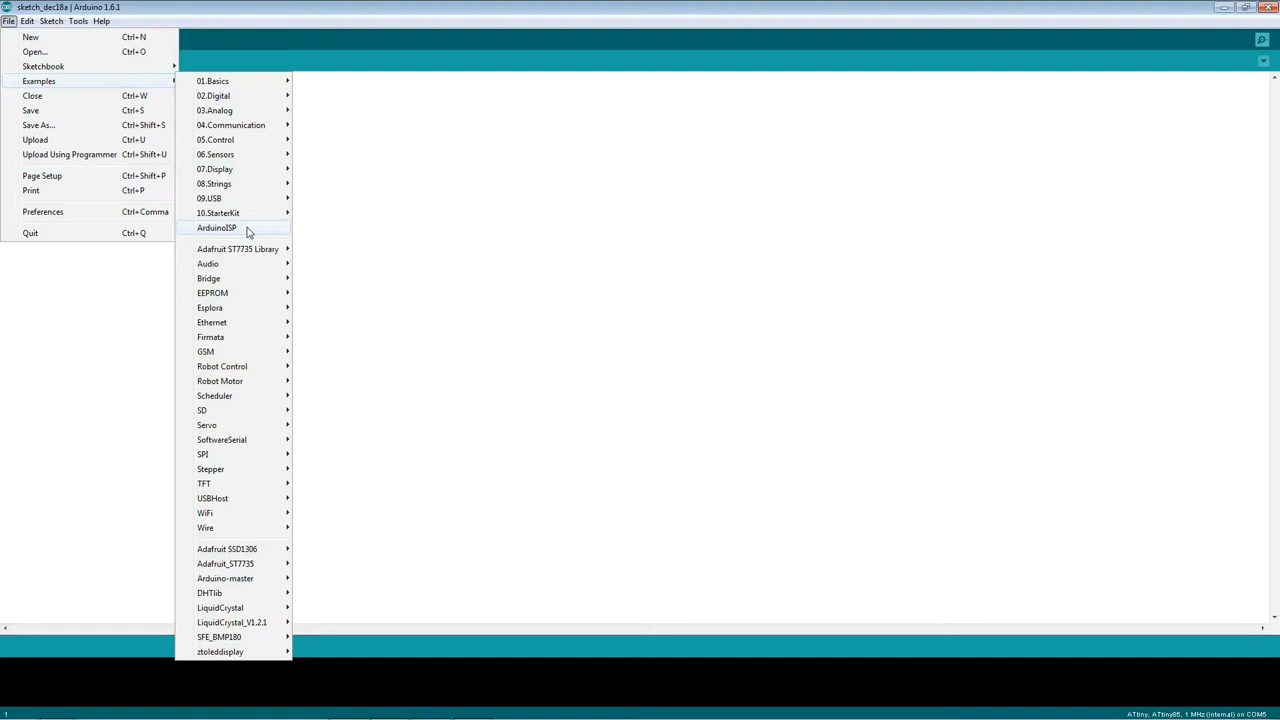 sketch_dec18a | Arduino 1.6.1
File Edit Sketch Tools Help
New Ctrl+N
Open... Ctrl+O
Sketchbook
Examples
Close Ctrl+W
Save Ctrl+S
Save As... Ctrl+Shift+S
Upload Ctrl+U
Upload Using Programmer Ctrl+Shift+U
Page Setup Ctrl+Shift+P
Print Ctrl+P
Preferences Ctrl+Comma
Quit Ctrl+Q
01.Basics
02.Digital
03.Analog
04.Communication
05.Control
06.Sensors
07.Display
08.Strings
09.USB
10.StarterKit
ArduinoISP
Adafruit ST7735 Library
Audio
Bridge
EEPROM
Esplora
Ethernet
Firmata
GSM
Robot Control
Robot Motor
Scheduler
SD
Servo
SoftwareSerial
SPI
Stepper
TFT
USBHost
WiFi
Wire
Adafruit SSD1306
Adafruit_ST7735
Arduino-master
DHTlib
LiquidCrystal
LiquidCrystal_V1.2.1
SFE_BMP180
ztoleddisplay
1
ATtiny, ATtiny85, 1 MHz (internal) on COM5